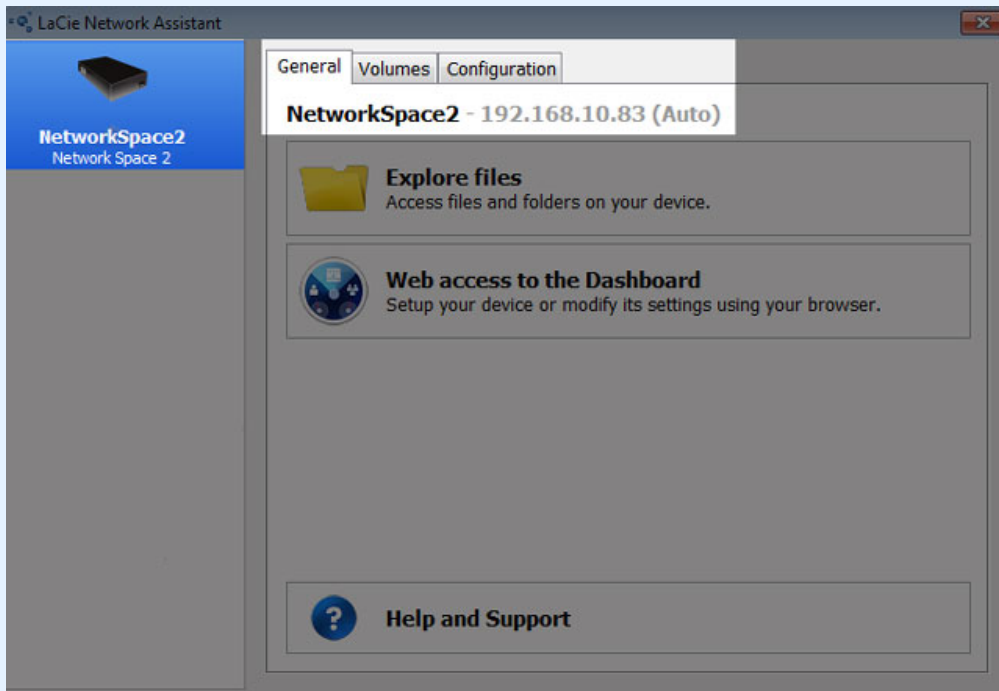 LaCie Network Assistant
NetworkSpace2
Network Space 2
General Volumes Configuration
NetworkSpace2 - 192.168.10.83 (Auto)
Explore files
Access files and folders on your device.
Web access to the Dashboard
Setup your device or modify its settings using your browser.
Help and Support